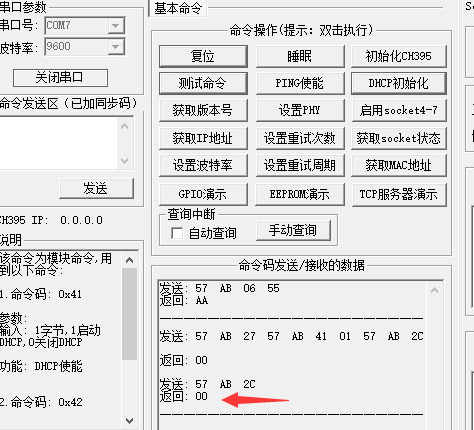 串口参数
基本命令
串口号: COM7
波特率: 9600
关闭串口
命令发送区（已加同步码）
发送
CH395 IP: 0.0.0.0
说明
该命令为模块命令,用
到以下命令:
1.命令码: 0x41
参数:
输入: 1字节,1启动
DHCP,0关闭DHCP
功能: DHCP使能
2.命令码: 0x42
命令操作(提示: 双击执行)
复位
睡眠
初始化CH395
测试命令
PING使能
DHCP初始化
获取版本号
设置PHY
启用socket4-7
获取IP地址
设置重试次数
获取socket状态
设置波特率
设置重试周期
获取MAC地址
GPIO演示
EEPROM演示
TCP服务器演示
查询中断
自动查询
手动查询
命令码发送/接收的数据
发送: 57 AB 06 55
返回: AA
发送: 57 AB 27 57 AB 41 01 57 AB 2C
返回: 00
发送: 57 AB 2C
返回: 00